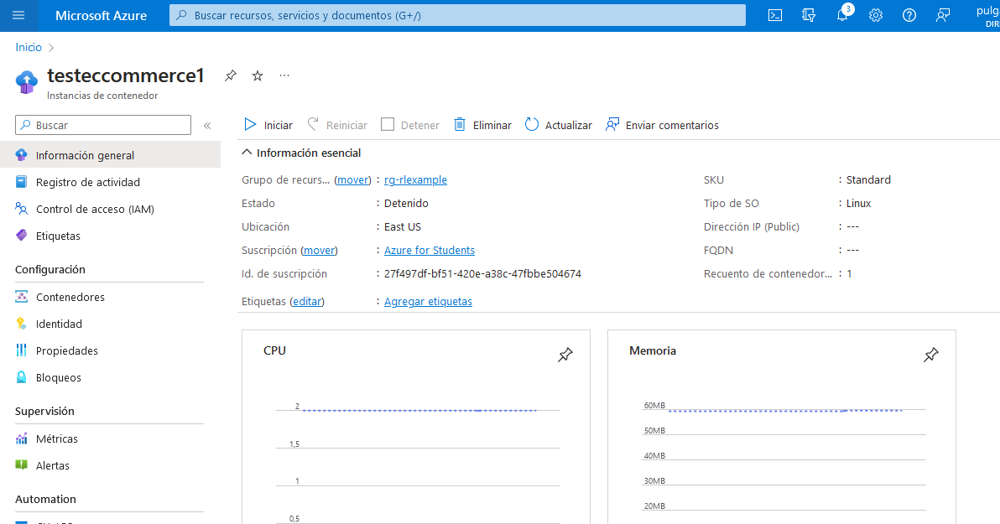 Microsoft Azure
Buscar recursos, servicios y documentos (G+/)
3
pulg
DIR
Inicio
testeccommerce1
Instancias de contenedor
Buscar
Información general
Registro de actividad
Control de acceso (IAM)
Etiquetas
Configuración
Contenedores
Identidad
Propiedades
Bloqueos
Supervisión
Métricas
Alertas
Automation
Iniciar Reiniciar Detener Eliminar Actualizar Enviar comentarios
Información esencial
Grupo de recurs... (mover) : rg-rlexample
Estado : Detenido
Ubicación : East US
Suscripción (mover) : Azure for Students
Id. de suscripción : 27f497df-bf51-420e-a38c-47fbbe504674
Etiquetas (editar) : Agregar etiquetas
SKU : Standard
Tipo de SO : Linux
Dirección IP (Public) : ---
FQDN : ---
Recuento de contenedor... : 1
CPU
2
1,5
1
0,5
Memoria
60MB
50MB
40MB
30MB
20MB